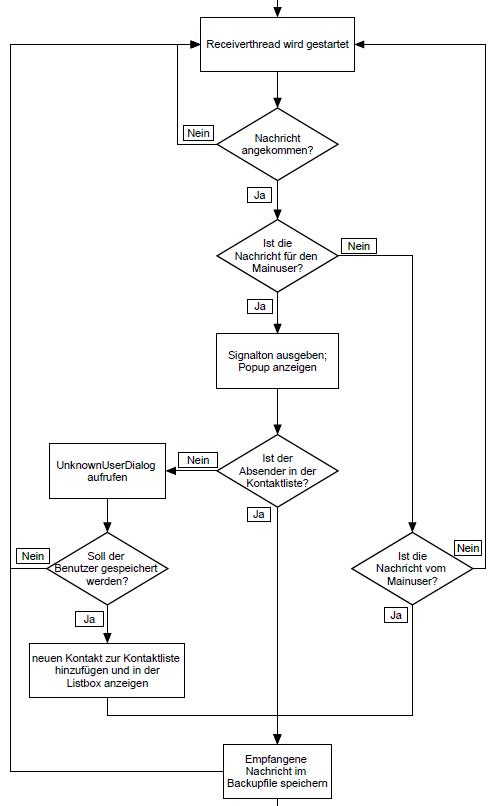 Receiverthread wird gestartet
Nein
Nachricht
angekommen?
Ja
Ist die
Nachricht für den
Mainuser?
Nein
Ja
Signalton ausgeben;
Popup anzeigen
Ist der
Absender in der
Kontaktliste?
Nein
Ja
UnknownUserDialog
aufrufen
Soll der
Benutzer gespeichert
werden?
Nein
Ja
Ist die
Nachricht vom
Mainuser?
Nein
Ja
neuen Kontakt zur Kontaktliste
hinzufügen und in der
Listbox anzeigen
Empfangene
Nachricht im
Backupfile speichern